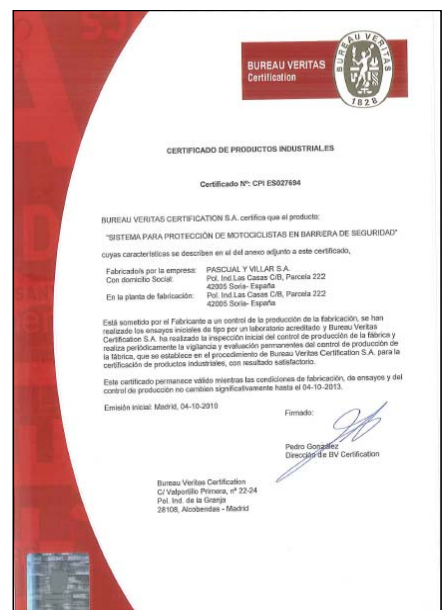 BUREAU VERITAS
Certification
BUREAU VERITAS
1828
CERTIFICADO DE PRODUCTOS INDUSTRIALES
Certificado Nº: CPI ES027694
BUREAU VERITAS CERTIFICATION S.A. certifica que el producto:
"SISTEMA PARA PROTECCIÓN DE MOTOCICLISTAS EN BARRERA DE SEGURIDAD"
cuyas características se describen en el del anexo adjunto a este certificado,
Fabricado/s por la empresa: PASCUAL Y VILLAR S.A.
Con domicilio Social: Pol. Ind.Las Casas C/B, Parcela 222
42005 Soria- España
En la planta de fabricación: Pol. Ind.Las Casas C/B, Parcela 222
42005 Soria- España
Está sometido por el Fabricante a un control de la producción de la fabricación, se han
realizado los ensayos iniciales de tipo por un laboratorio acreditado y Bureau Veritas
Certification S.A. ha realizado la inspección inicial del control de producción de la fábrica y
realiza periódicamente la vigilancia y evaluación permanentes del control de producción de
la fábrica, que se establece en el procedimiento de Bureau Veritas Certification S.A. para la
certificación de productos industriales, con resultado satisfactorio.
Este certificado permanece válido mientras las condiciones de fabricación, de ensayos y del
control de producción no cambien significativamente hasta el 04-10-2013.
Emisión inicial: Madrid, 04-10-2010
Firmado:
Pedro González
Dirección de BV Certification
Bureau Veritas Certification
C/ Valportillo Primera, nº 22-24
Pol. Ind. de la Granja
28108, Alcobendas - Madrid